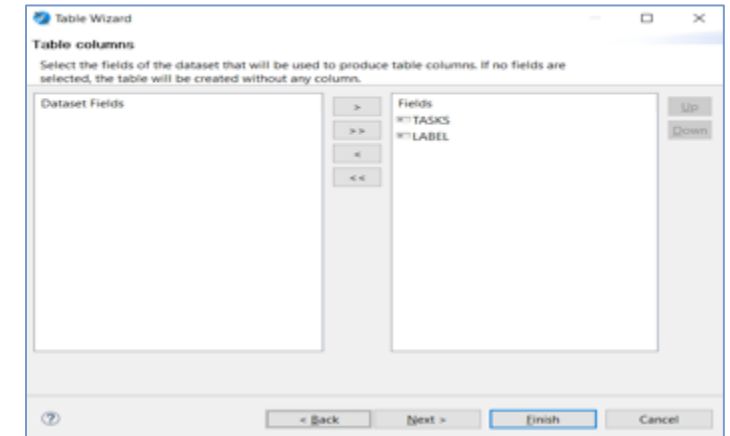 Table Wizard
Table columns
Select the fields of the dataset that will be used to produce table columns. If no fields are
selected, the table will be created without any column.
Dataset Fields
>
>>
<
<<
Fields
TASKS
LABEL
Up
Down
< Back
Next >
Finish
Cancel